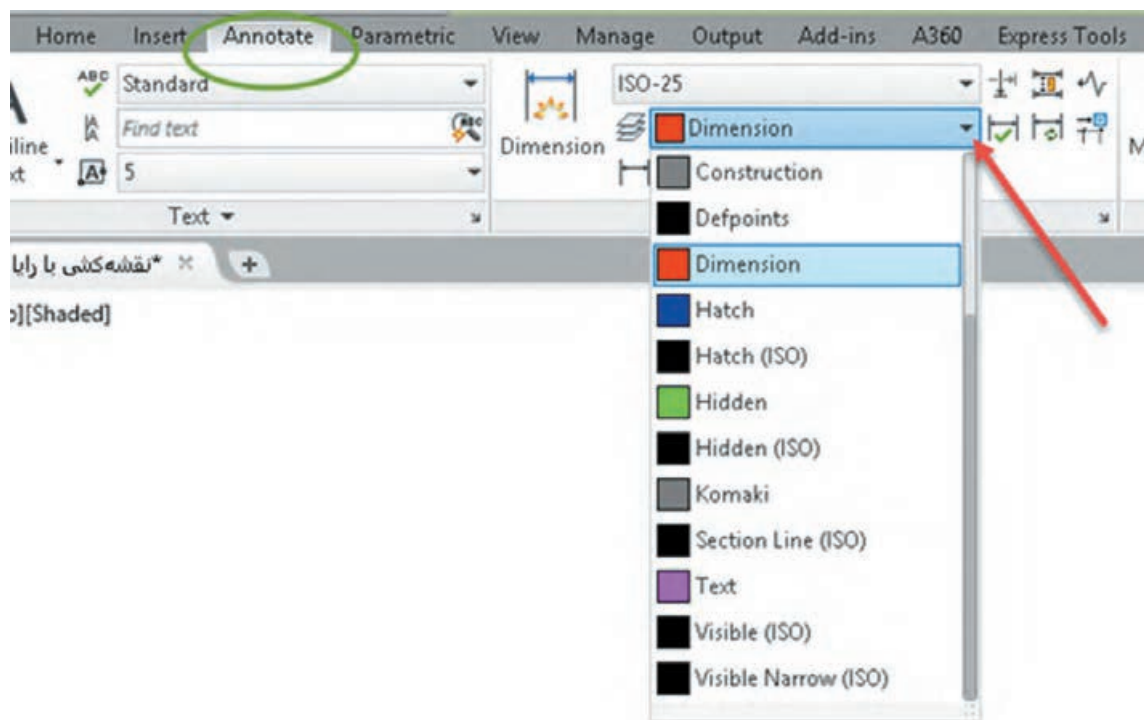 Home Insert Annotate Parametric View Manage Output Add-ins A360 Express Tools
ABC Standard ISO-25
Find text ABC Dimension
Dimension
A 5
Text
Construction
Defpoints
Dimension
Hatch
Hatch (ISO)
Hidden
Hidden (ISO)
Komaki
Section Line (ISO)
Text
Visible (ISO)
Visible Narrow (ISO)
*نقشه‌کشی با رایا
][Shaded]